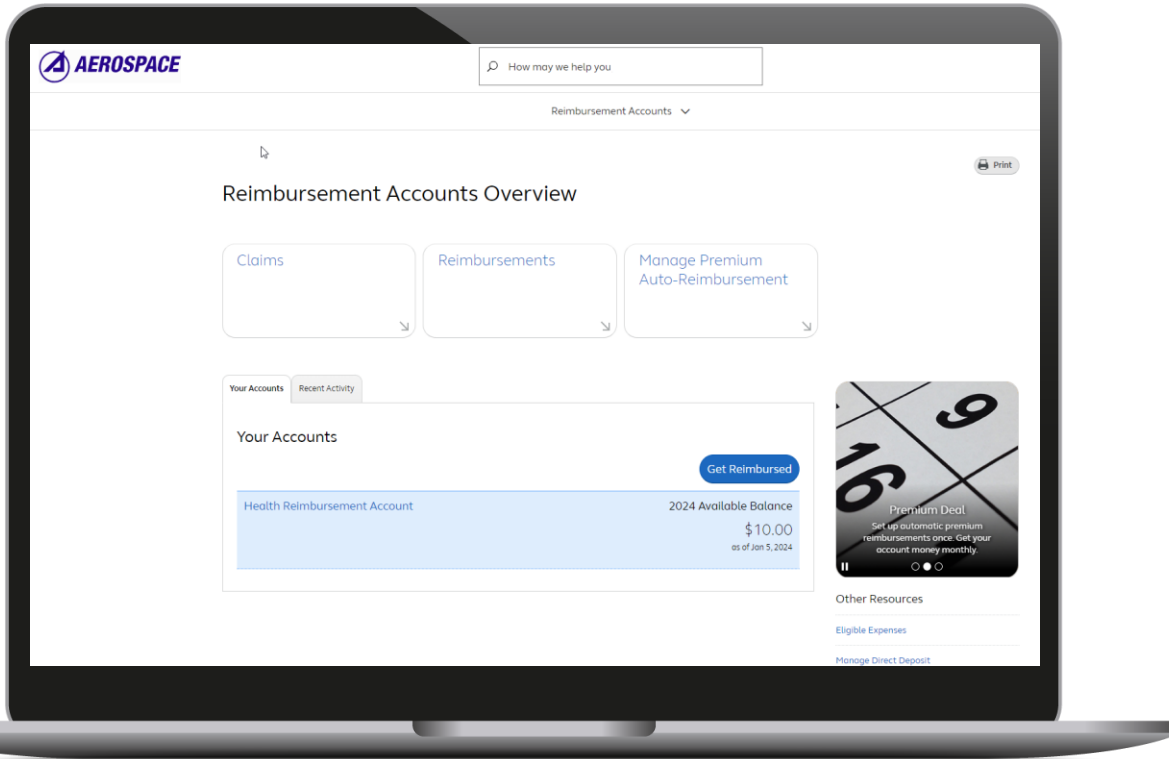 AEROSPACE
How may we help you
Reimbursement Accounts
Print
Reimbursement Accounts Overview
Claims
Reimbursements
Manage Premium
Auto-Reimbursement
Your Accounts
Recent Activity
Your Accounts
Get Reimbursed
Health Reimbursement Account
2024 Available Balance
$10.00
as of Jan 5, 2024
9
16
Premium Deal
Set up automatic premium
reimbursements once. Get your
account money monthly.
Other Resources
Eligible Expenses
Manage Direct Deposit